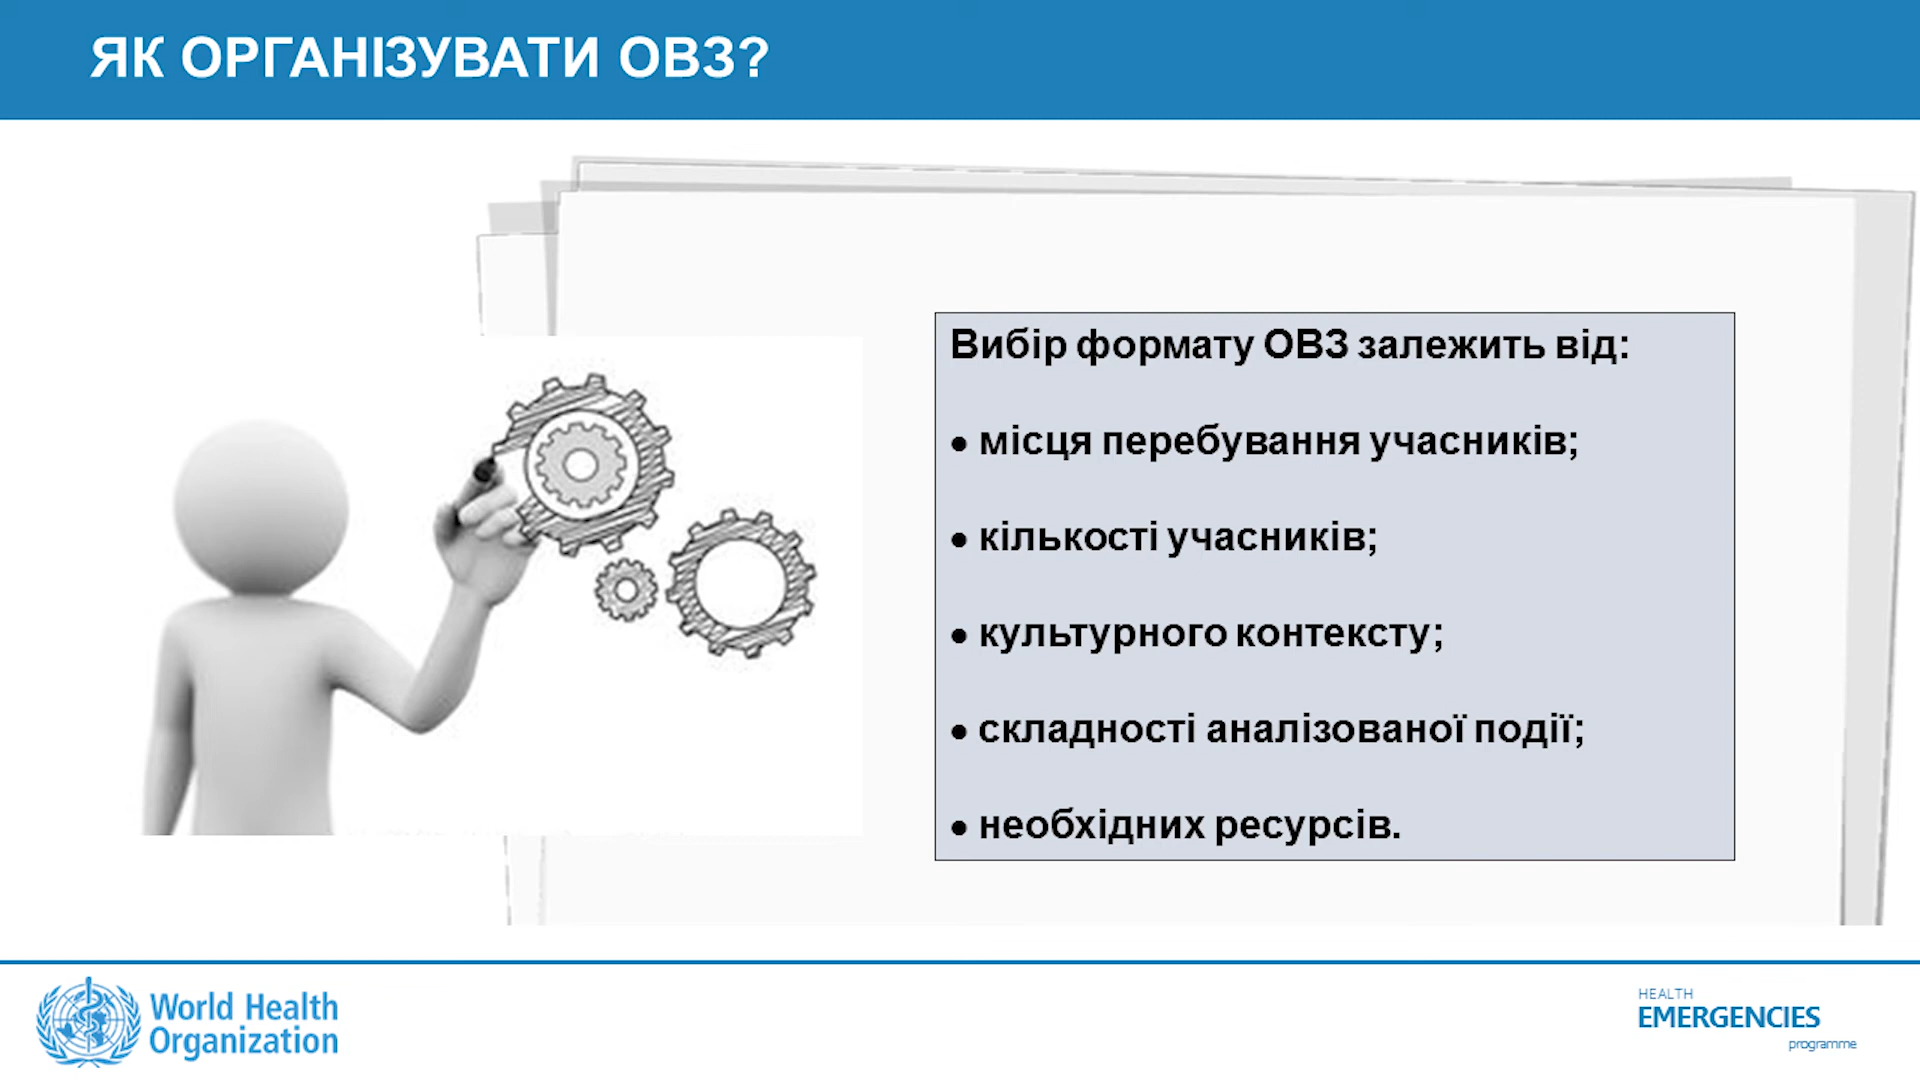 ЯК ОРГАНІЗУВАТИ ОВЗ?
Вибір формату ОВЗ залежить від:
• місця перебування учасників;
• кількості учасників;
• культурного контексту;
• складності аналізованої події;
• необхідних ресурсів.
World Health
Organization
HEALTH
EMERGENCIES
programme